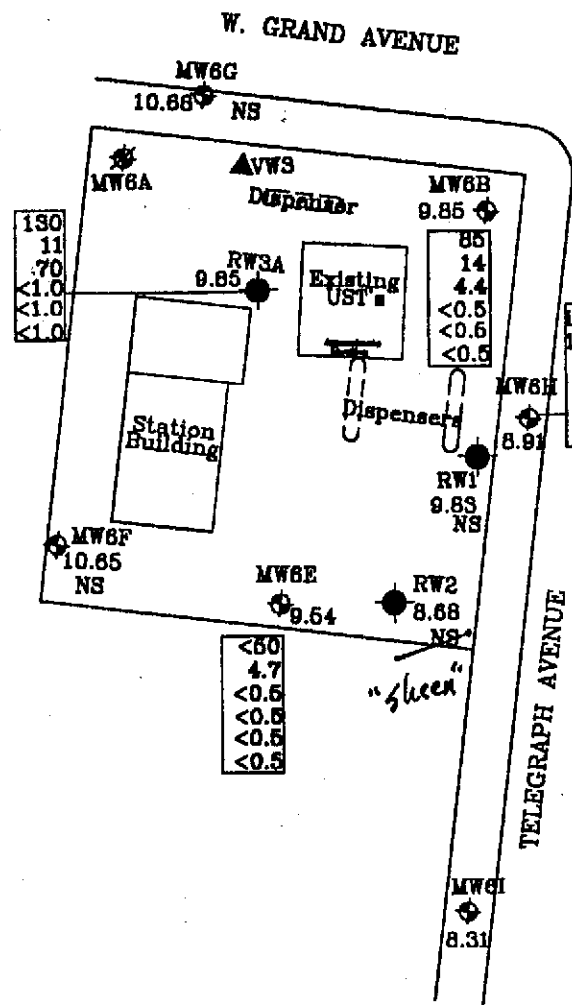 W. GRAND AVENUE
MW6G
10.66
NS
MW6A
VW3
Dispenser
MW6B
9.85
130
11
.70
<1.0
<1.0
<1.0
RW3A
9.85
Existing
UST's
85
14
4.4
<0.5
<0.5
<0.5
Dispensers
MW6H
8.91
Station
Building
RW1
9.83
NS
MW6F
10.65
NS
MW6E
9.54
RW2
8.68
NS
"Sheen"
<50
4.7
<0.5
<0.5
<0.5
<0.5
TELEGRAPH AVENUE
MW6I
8.31